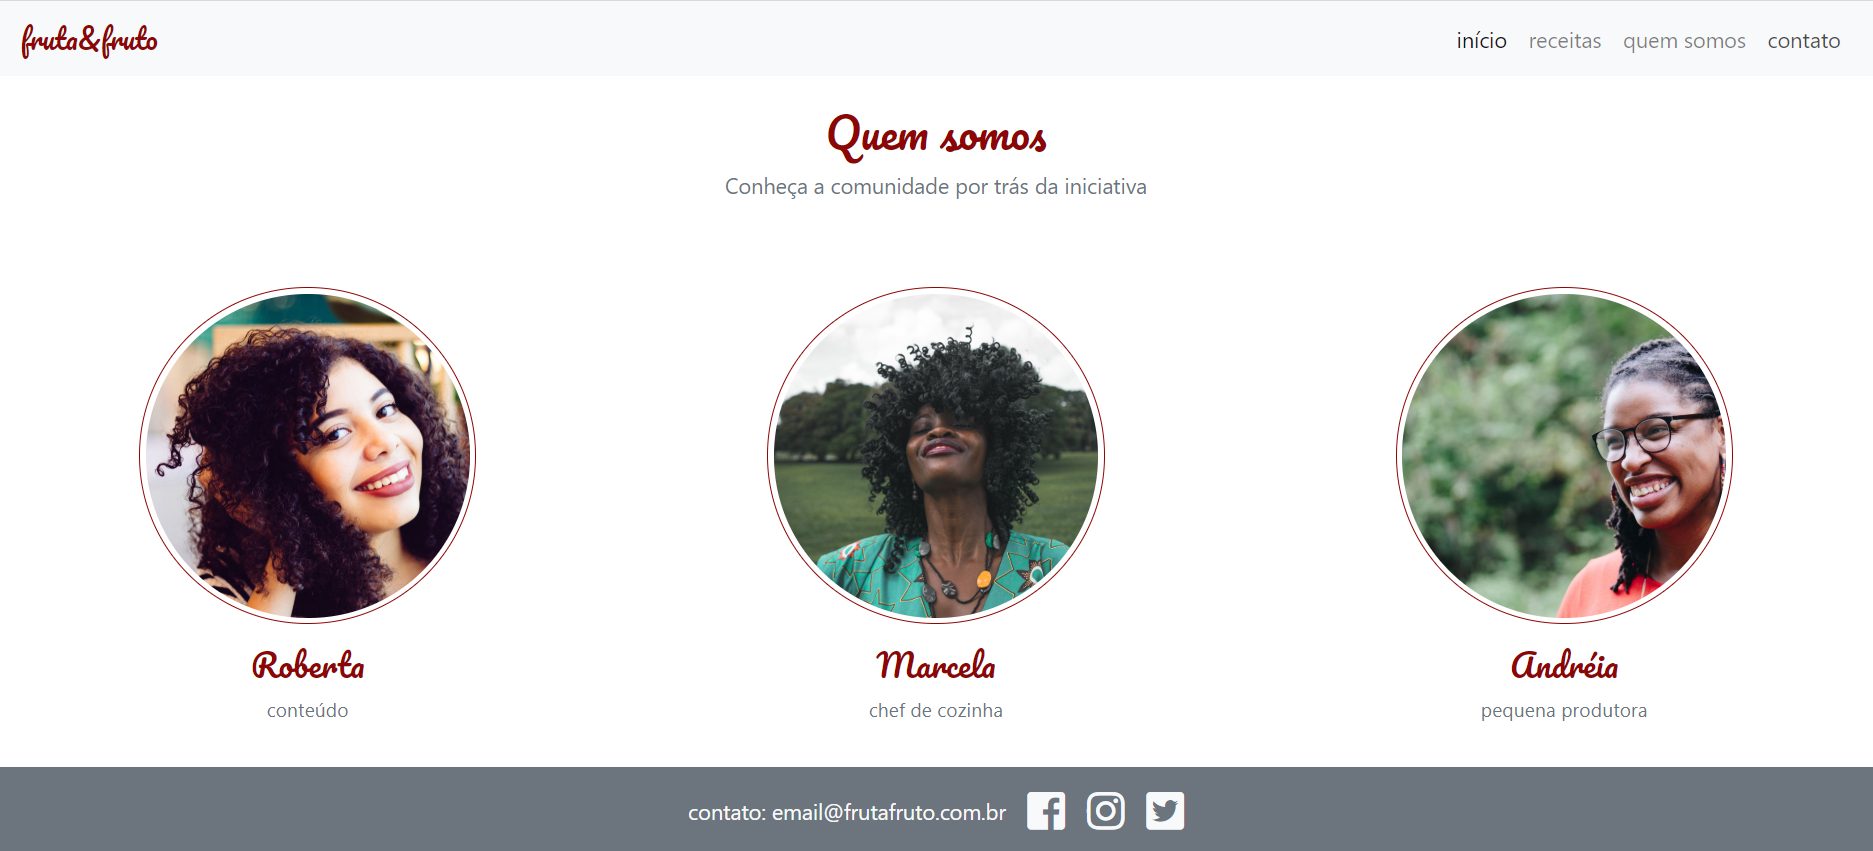 fruta&fruto
início receitas quem somos contato
Quem somos
Conheça a comunidade por trás da iniciativa
Roberta
conteúdo
Marcela
chef de cozinha
Andréia
pequena produtora
contato: email@frutafruto.com.br